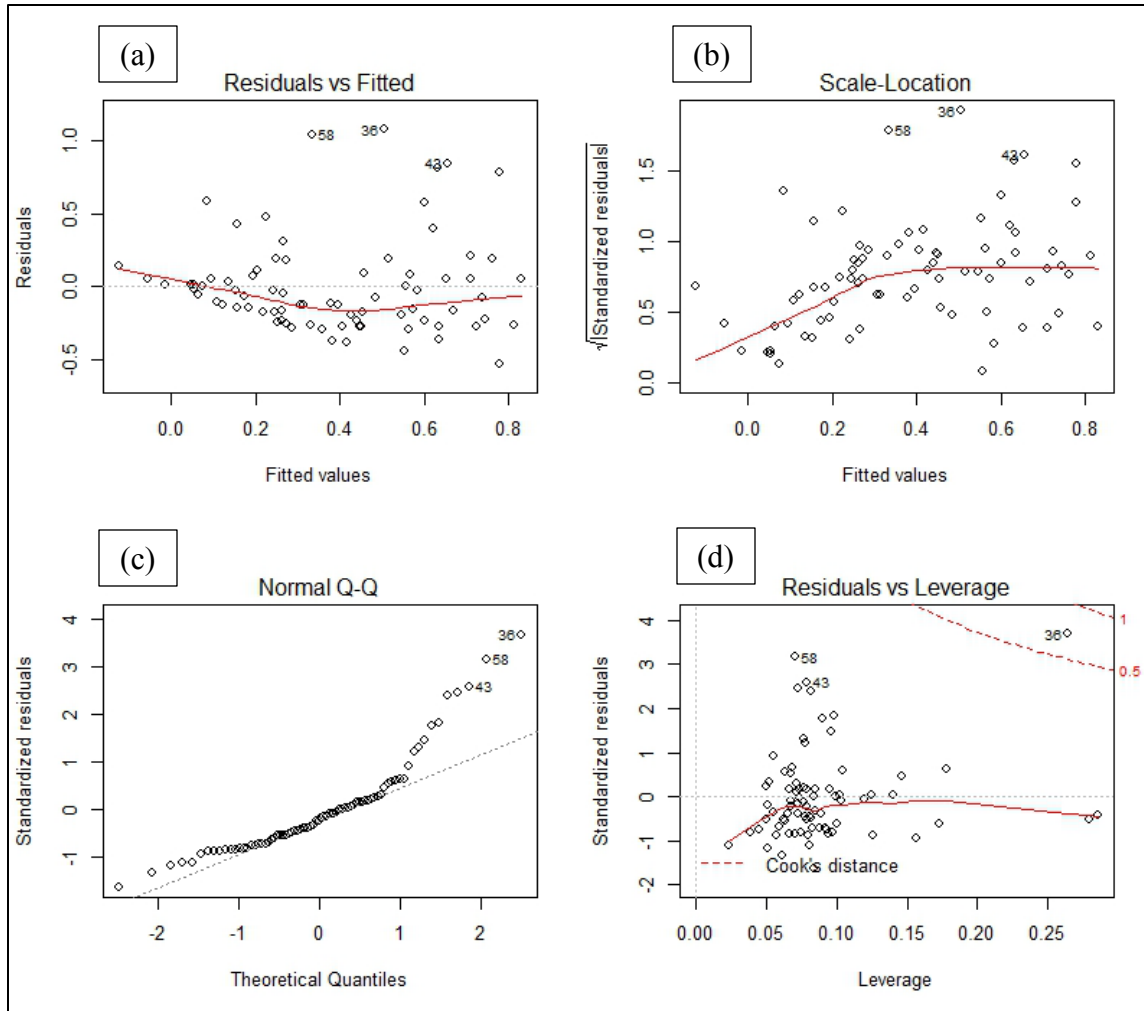 (a)
Residuals vs Fitted
Residuals
-0.5 0.0 0.5 1.0
58
36
43
0.0 0.2 0.4 0.6 0.8
Fitted values
(b)
Scale-Location
√|Standardized residuals|
0.0 0.5 1.0 1.5
36
58
43
0.0 0.2 0.4 0.6 0.8
Fitted values
(c)
Normal Q-Q
Standardized residuals
-1 0 1 2 3 4
36
58
43
-2 -1 0 1 2
Theoretical Quantiles
(d)
Residuals vs Leverage
Standardized residuals
-2 -1 0 1 2 3 4
36
58
43
1
0.5
Cook's distance
0.00 0.05 0.10 0.15 0.20 0.25
Leverage